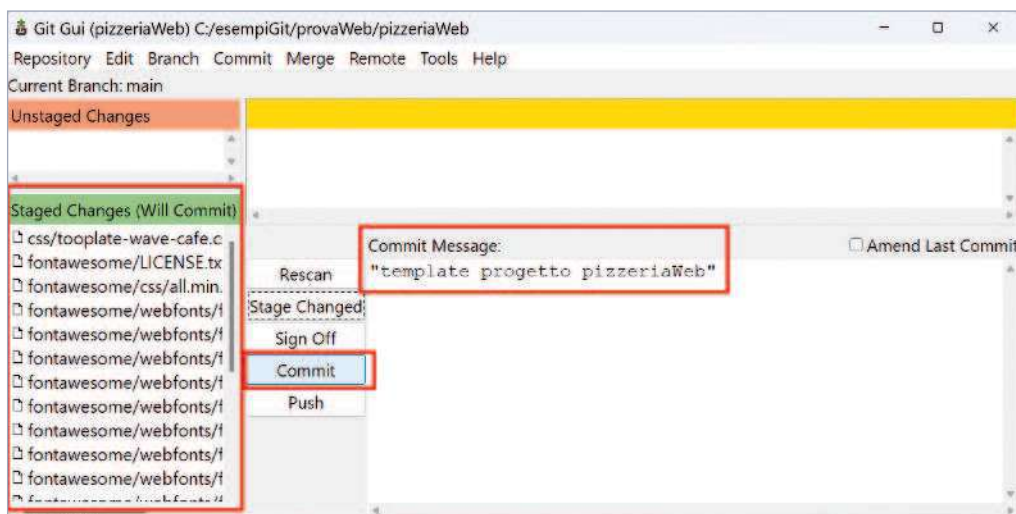 Git Gui (pizzeriaWeb) C:/esempiGit/provaWeb/pizzeriaWeb
Repository Edit Branch Commit Merge Remote Tools Help
Current Branch: main
Unstaged Changes
Staged Changes (Will Commit)
css/tooplate-wave-cafe.c
fontawesome/LICENSE.tx
fontawesome/css/all.min.
fontawesome/webfonts/f
fontawesome/webfonts/f
fontawesome/webfonts/f
fontawesome/webfonts/f
fontawesome/webfonts/f
fontawesome/webfonts/f
fontawesome/webfonts/f
fontawesome/webfonts/f
Rescan
Stage Changed
Sign Off
Commit
Push
Commit Message:
Amend Last Commit
"template progetto pizzeriaWeb"